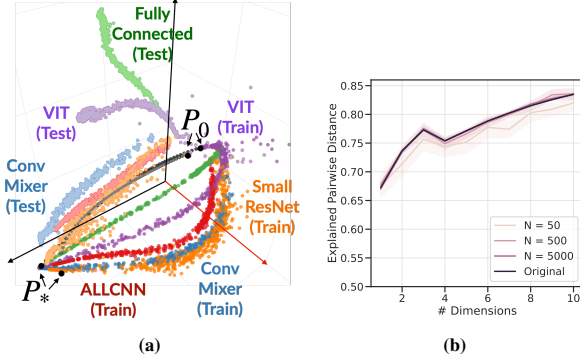 Fully
Connected
(Test)
VIT
(Test)
P0
VIT
(Train)
Conv
Mixer
(Test)
Small
ResNet
(Train)
P*
ALLCNN
(Train)
Conv
Mixer
(Train)
(a)
Explained Pairwise Distance
0.85
0.80
0.75
0.70
0.65
0.60
0.55
0.50
N = 50
N = 500
N = 5000
Original
2 4 6 8 10
# Dimensions
(b)